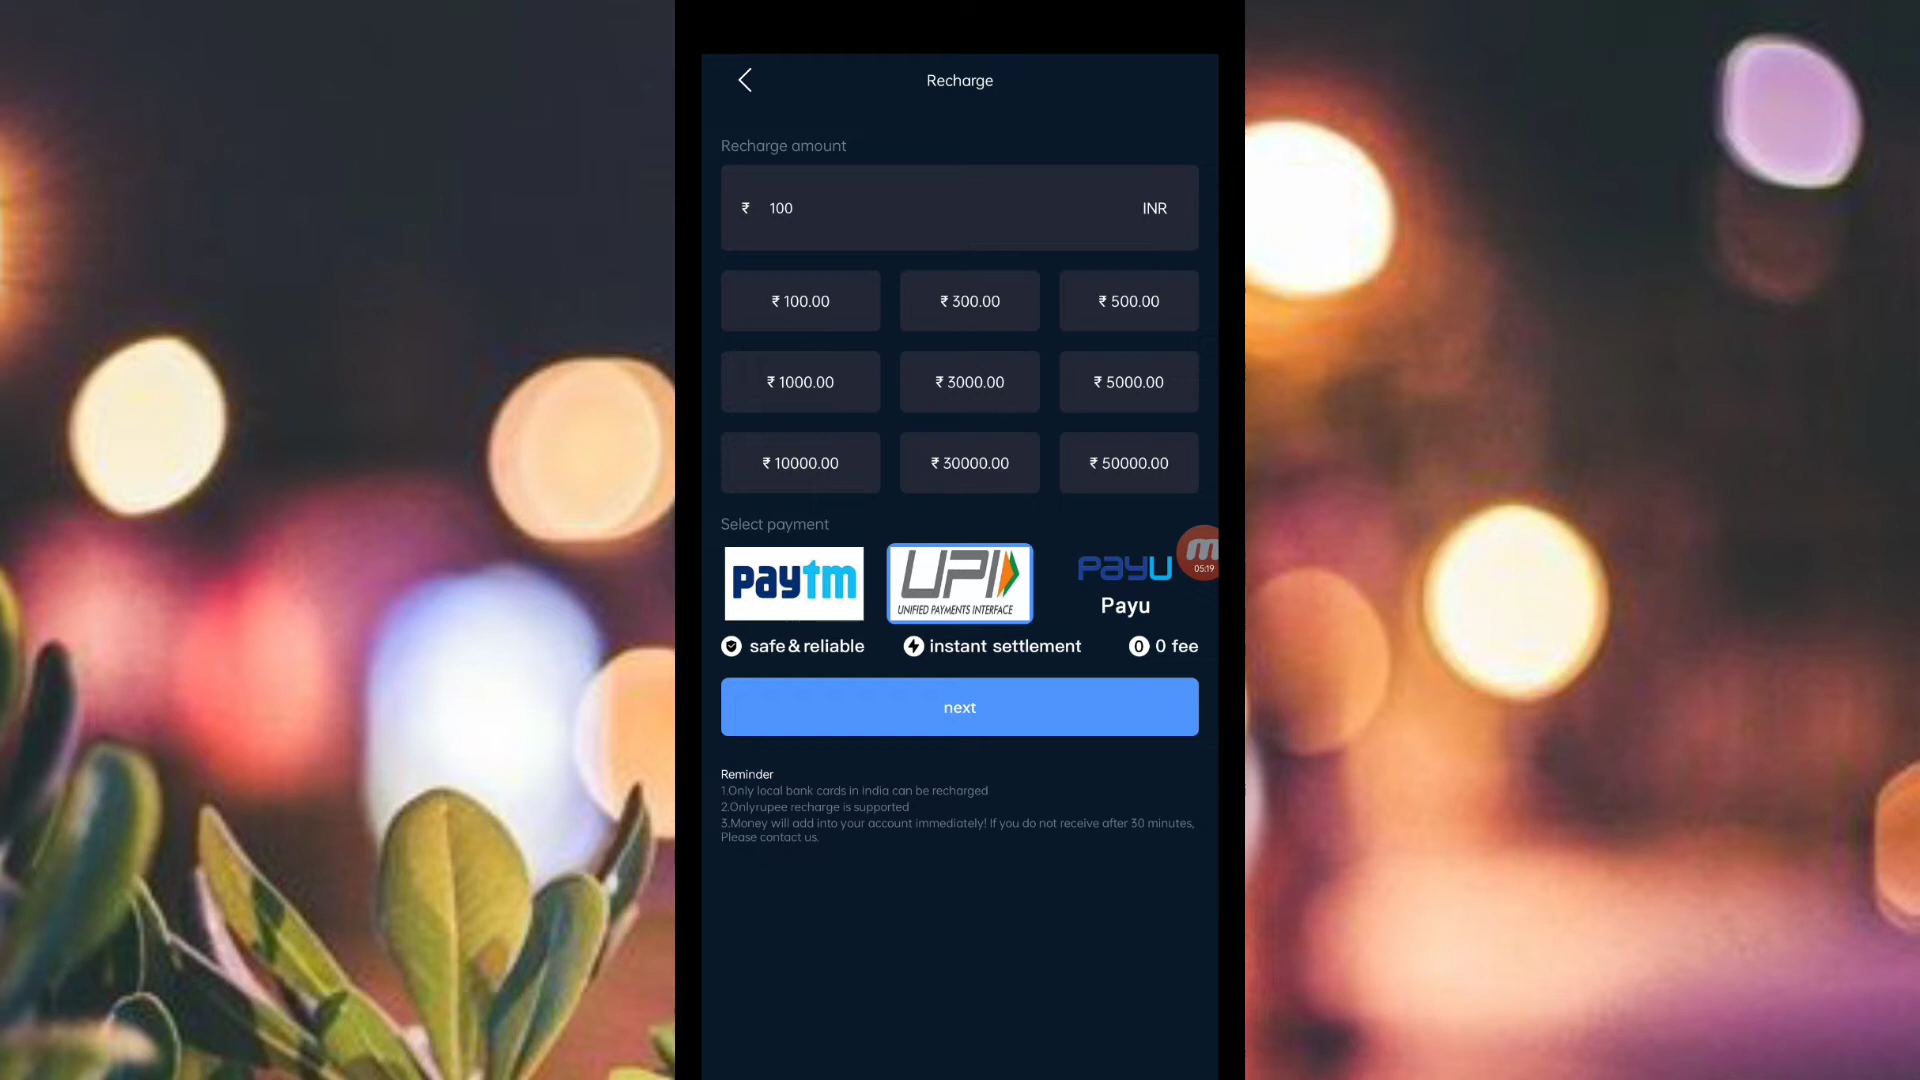 Recharge
Recharge amount
₹ 100 INR
₹ 100.00 ₹ 300.00 ₹ 500.00
₹ 1000.00 ₹ 3000.00 ₹ 5000.00
₹ 10000.00 ₹ 30000.00 ₹ 50000.00
Select payment
paytm
UPI
UNIFIED PAYMENTS INTERFACE
PayU
Payu
05:19
safe & reliable instant settlement 0 0 fee
next
Reminder
1.Only local bank cards in india can be recharged
2.Onlyrupee recharge is supported
3.Money will add into your account immediately! If you do not receive after 30 minutes,
Please contact us.